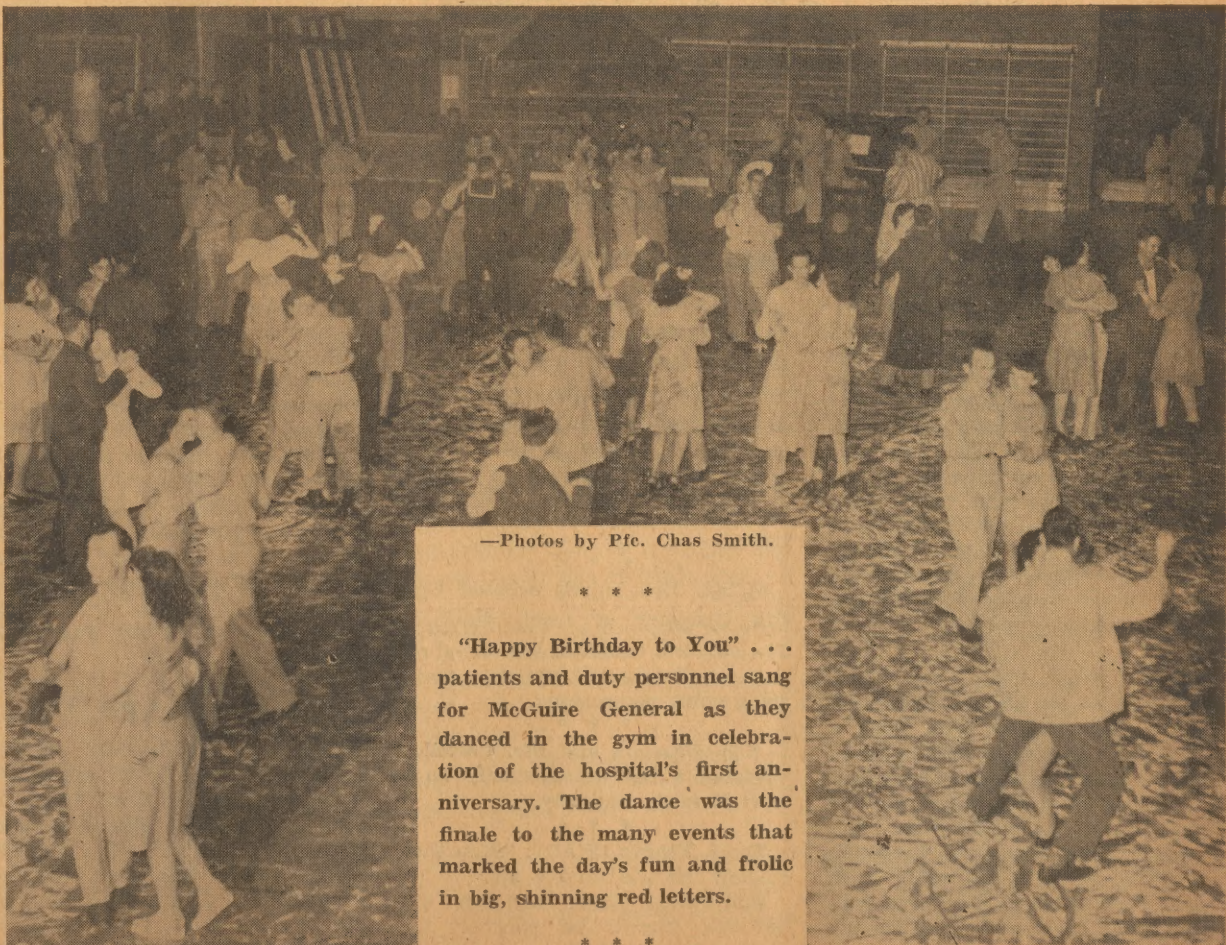 —Photos by Pfc. Chas Smith.
* * *
“Happy Birthday to You” . . .
patients and duty personnel sang
for McGuire General as they
danced in the gym in celebra-
tion of the hospital's first an-
niversary. The dance was the
finale to the many events that
marked the day's fun and frolic
in big, shinning red letters.
* * *